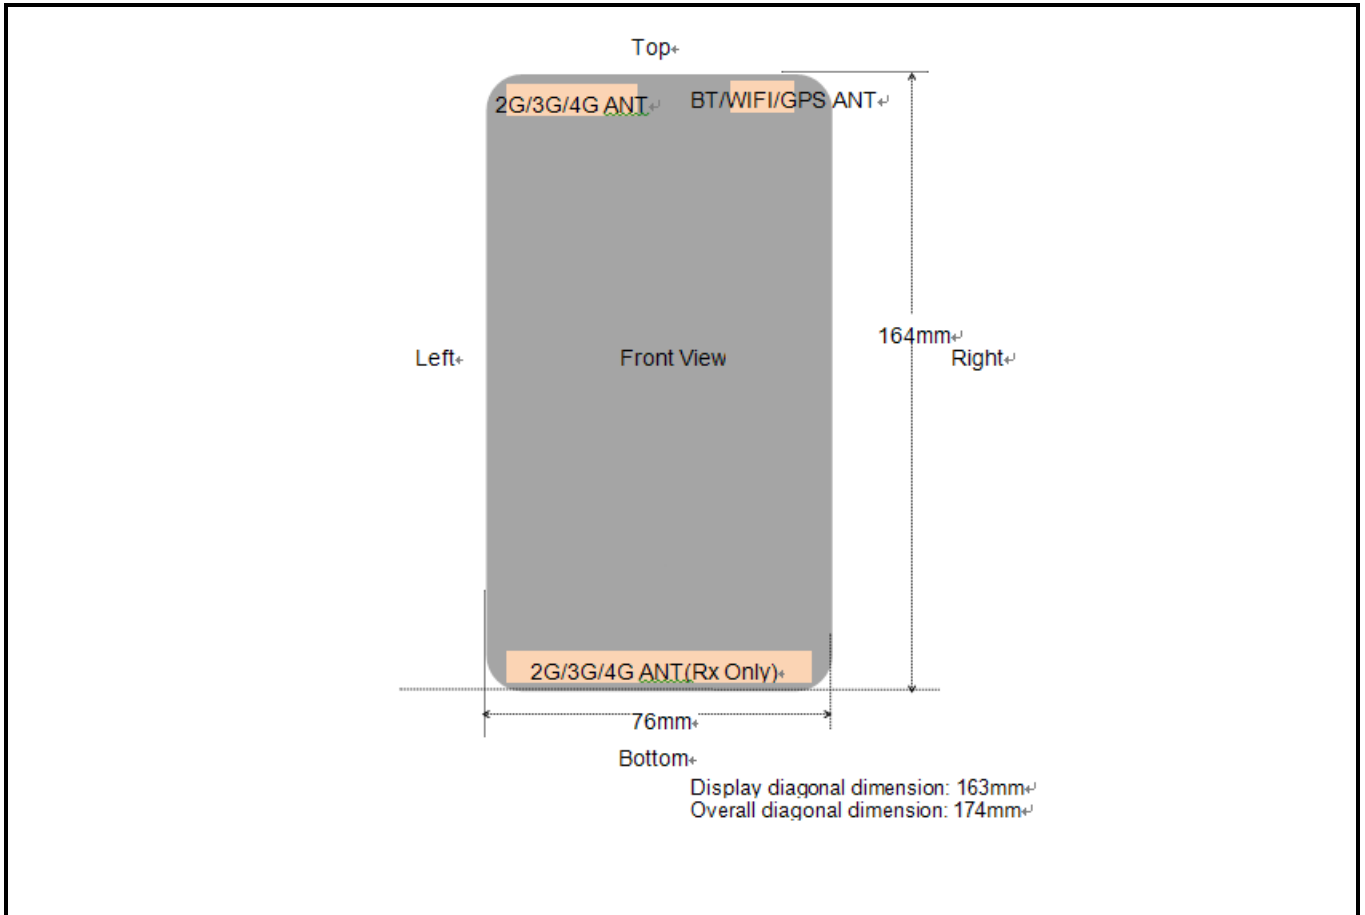 Top
2G/3G/4G ANT
BT/WIFI/GPS ANT
164mm
Left
Front View
Right
2G/3G/4G ANT(Rx Only)
76mm
Bottom
Display diagonal dimension: 163mm
Overall diagonal dimension: 174mm